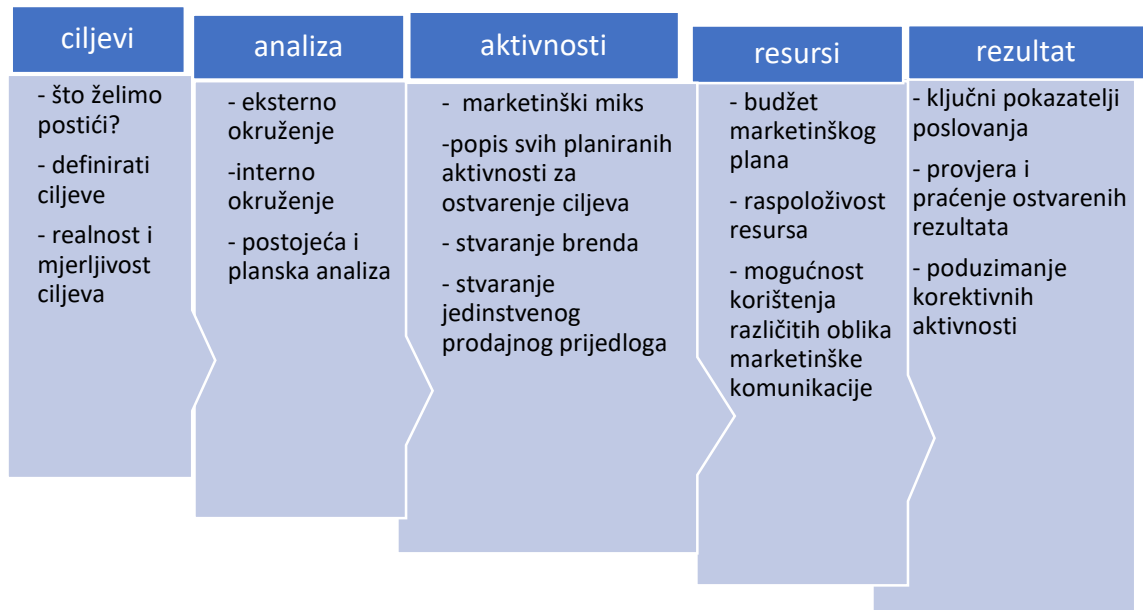 ciljevi
- što želimo
postići?
- definirati
ciljeve
- realnost i
mjerljivost
ciljeva
analiza
- eksterno
okruženje
-interno
okruženje
- postojeća i
planska analiza
aktivnosti
- marketinški miks
-popis svih planiranih
aktivnosti za
ostvarenje ciljeva
- stvaranje brenda
- stvaranje
jedinstvenog
prodajnog prijedloga
resursi
- budžet
marketinškog
plana
- raspoloživost
resursa
- mogućnost
korištenja
različitih oblika
marketinške
komunikacije
rezultat
- ključni pokazatelji
poslovanja
- provjera i
praćenje ostvarenih
rezultata
- poduzimanje
korektivnih
aktivnosti